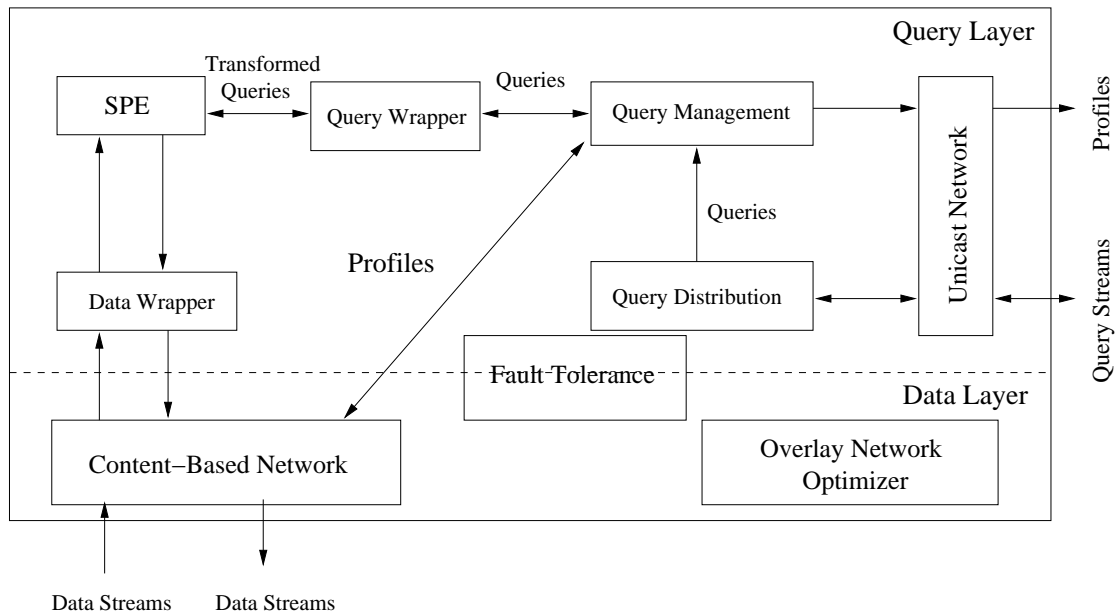 Query Layer
Transformed
Queries
SPE
Query Wrapper
Queries
Query Management
Profiles
Unicast Network
Queries
Profiles
Data Wrapper
Query Distribution
Query Streams
Fault Tolerance
Data Layer
Content−Based Network
Overlay Network
Optimizer
Data Streams
Data Streams